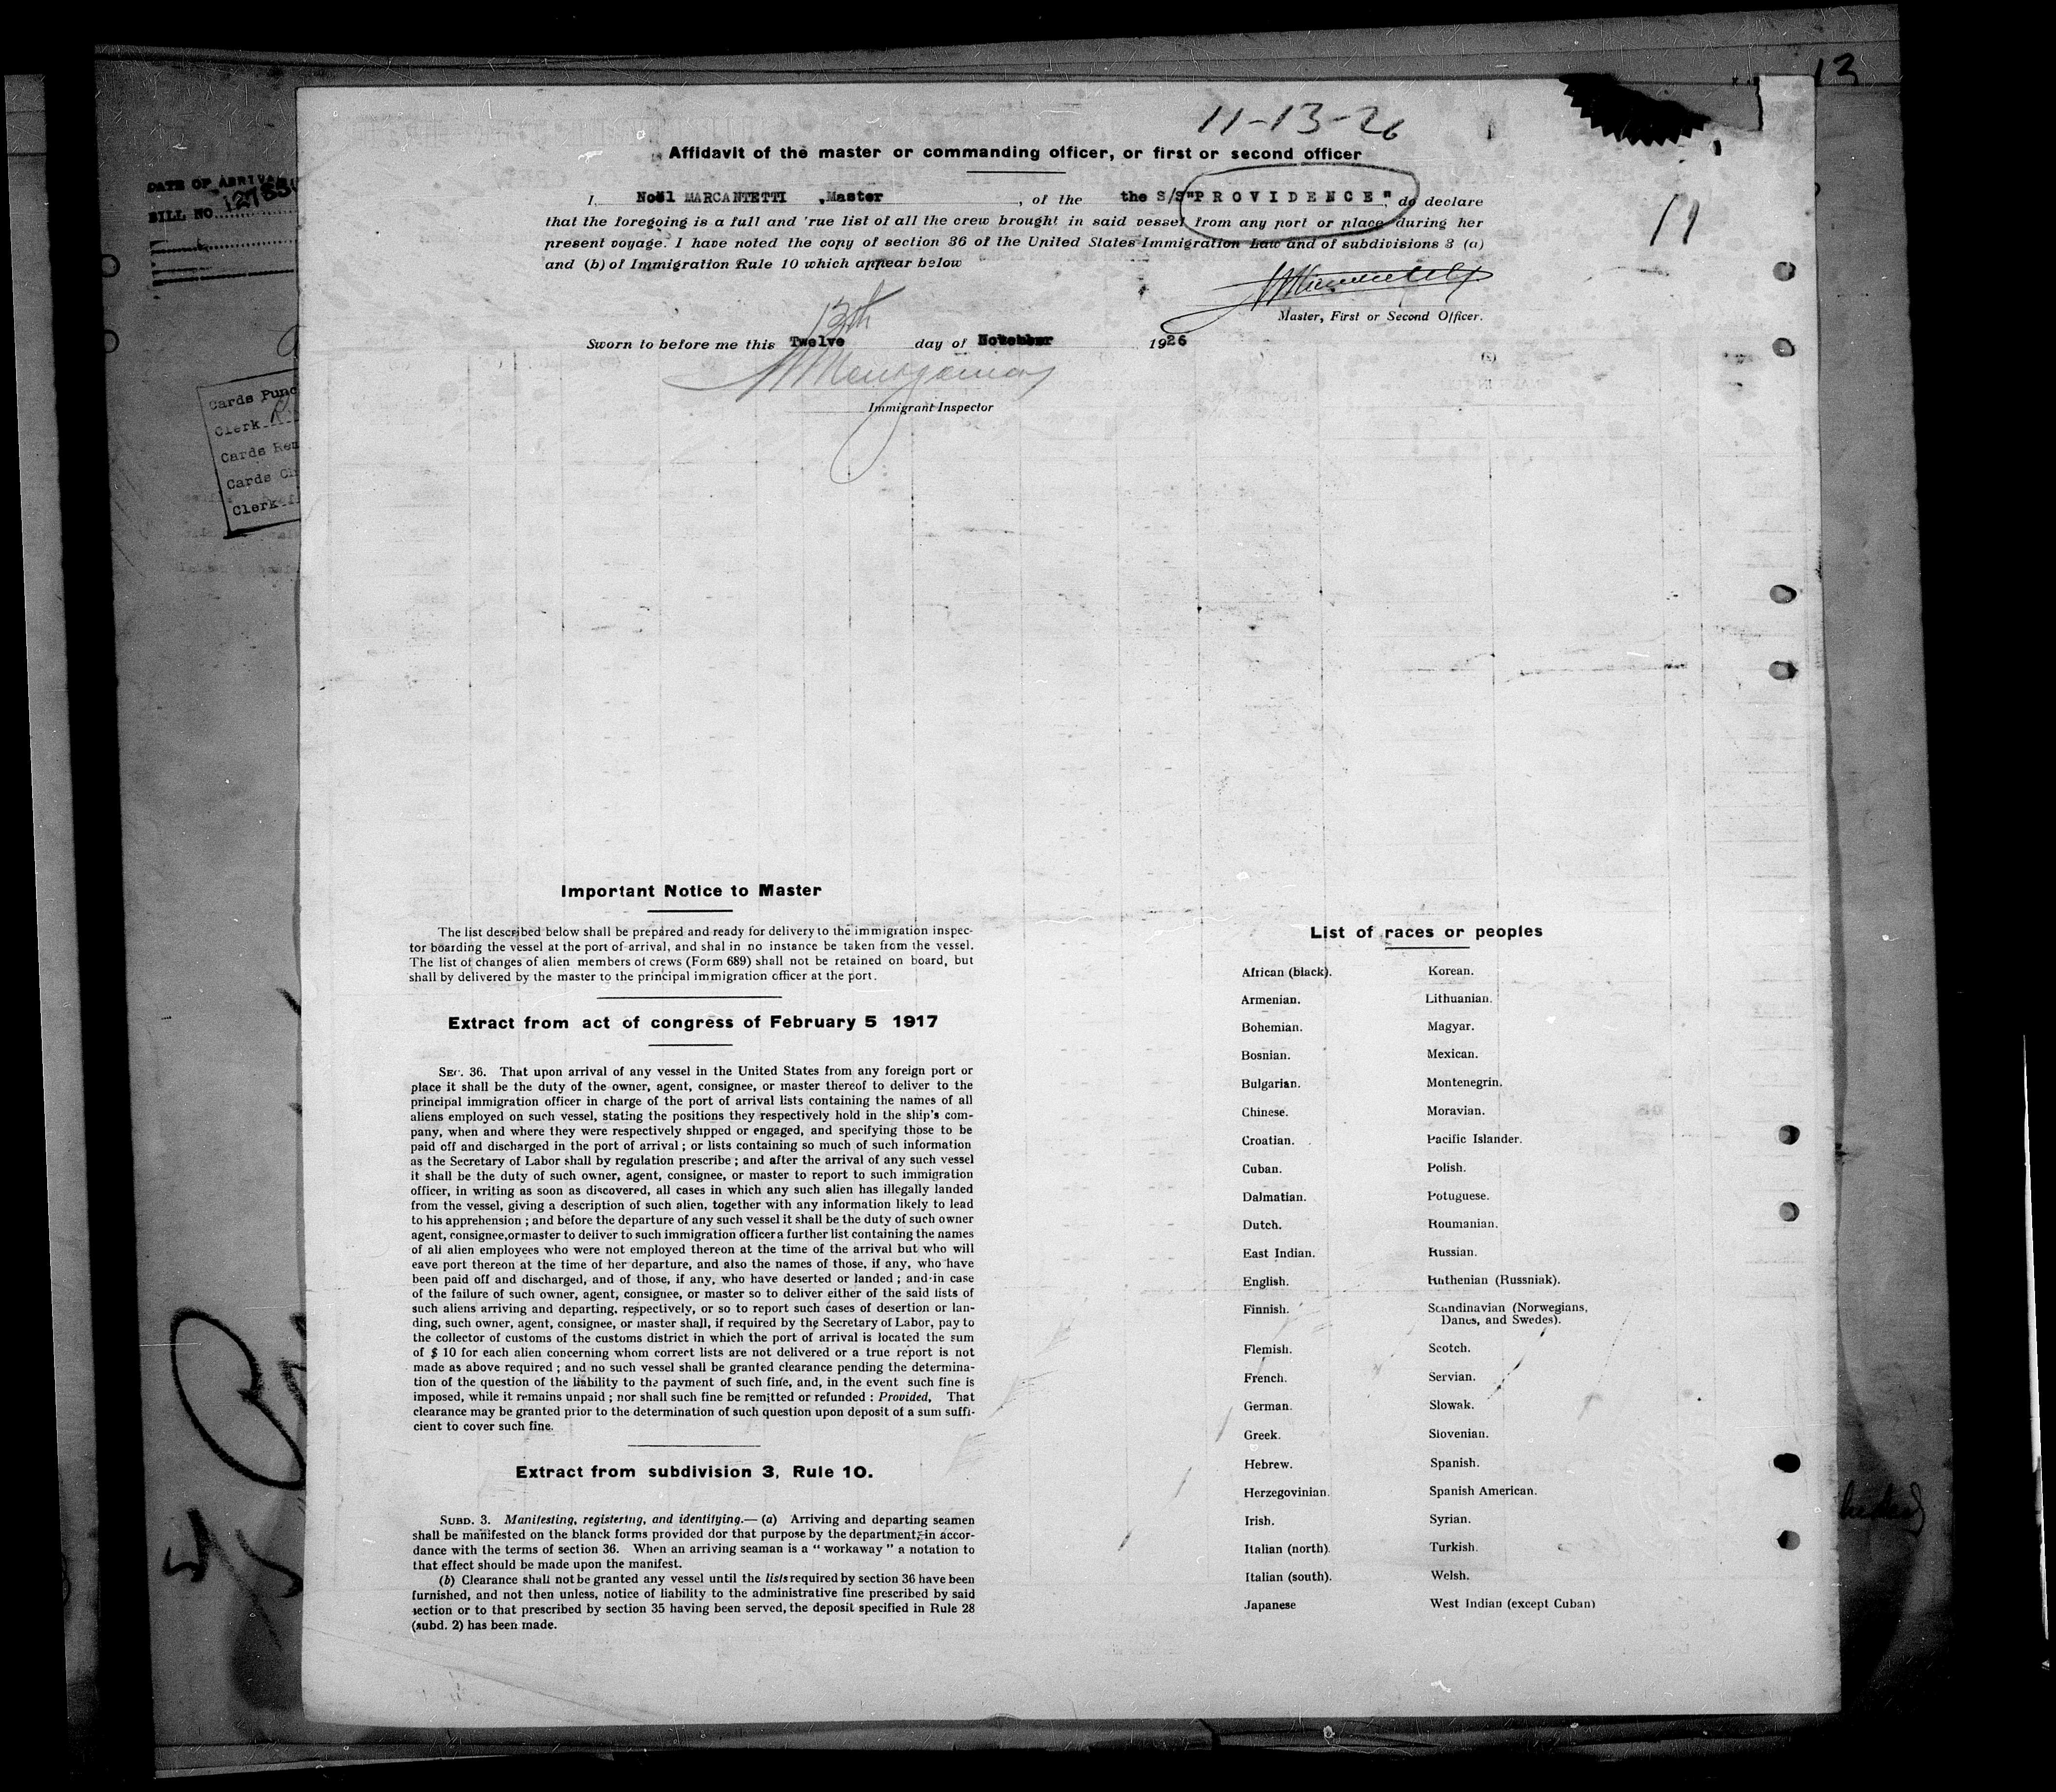 13
11-13-26
Affidavit of the master or commanding officer, or first or second officer
11
I, Noël MARCANTETTI ,Master , of the the S/S"PROVIDENCE", do declare
that the foregoing is a full and 'rue list of all the crew brought in said vessel from any port or place during her
present voyage. I have noted the copy of section 36 of the United States Immigration Law and of subdivisions 3 (a)
and (b) of Immigration Rule 10 which appear below
Master, First or Second Officer.
13th
Sworn to before me this Twelve day of 1926
Immigrant Inspector
DATE OF ARRIVAL
BILL NO.
Cards Punc
Clerk
Cards Rem
Cards Ch
Clerk
Important Notice to Master
The list described below shall be prepared and ready for delivery to the immigration inspec-
tor boarding the vessel at the port of arrival, and shal in no instance be taken from the vessel.
The list of changes of alien members of crews (Form 689) shall not be retained on board, but
shall by delivered by the master to the principal immigration officer at the port.
Extract from act of congress of February 5 1917
SEC. 36. That upon arrival of any vessel in the United States from any foreign port or
place it shall be the duty of the owner, agent, consignee, or master thereof to deliver to the
principal immigration officer in charge of the port of arrival lists containing the names of all
aliens employed on such vessel, stating the positions they respectively hold in the ship's com-
pany, when and where they were respectively shipped or engaged, and specifying those to be
paid off and discharged in the port of arrival ; or lists containing so much of such information
as the Secretary of Labor shall by regulation prescribe ; and after the arrival of any such vessel
it shall be the duty of such owner, agent, consignee, or master to report to such immigration
officer, in writing as soon as discovered, all cases in which any such alien has illegally landed
from the vessel, giving a description of such alien, together with any information likely to lead
to his apprehension ; and before the departure of any such vessel it shall be the duty of such owner
agent, consignee,ormaster to deliver to such immigration officer a further list containing the names
of all alien employees who were not employed thereon at the time of the arrival but who will
eave port thereon at the time of her departure, and also the names of those, if any, who have
been paid off and discharged, and of those, if any, who have deserted or landed ; and in case
of the failure of such owner, agent, consignee, or master so to deliver either of the said lists of
such aliens arriving and departing, respectively, or so to report such cases of desertion or lan-
ding, such owner, agent, consignee, or master shall, if required by the Secretary of Labor, pay to
the collector of customs of the customs district in which the port of arrival is located the sum
of $ 10 for each alien concerning whom correct lists are not delivered or a true report is not
made as above required ; and no such vessel shall be granted clearance pending the determina-
tion of the question of the liability to the payment of such fine, and, in the event such fine is
imposed, while it remains unpaid ; nor shall such fine be remitted or refunded : Provided, That
clearance may be granted prior to the determination of such question upon deposit of a sum suffi-
cient to cover such fine.
Extract from subdivision 3, Rule 10.
SUBD. 3. Manifesting, registering, and identifying.— (a) Arriving and departing seamen
shall be manifested on the blanck forms provided dor that purpose by the department, in accor-
dance with the terms of section 36. When an arriving seaman is a " workaway " a notation to
that effect should be made upon the manifest.
(b) Clearance shall not be granted any vessel until the lists required by section 36 have been
furnished, and not then unless, notice of liability to the administrative fine prescribed by said
section or to that prescribed by section 35 having been served, the deposit specified in Rule 28
(subd. 2) has been made.
List of races or peoples
African (black).
Armenian.
Bohemian.
Bosnian.
Bulgarian.
Chinese.
Croatian.
Cuban.
Dalmatian.
Dutch.
East Indian.
English.
Finnish.
Flemish.
French.
German.
Greek.
Hebrew.
Herzegovinian.
Irish.
Italian (north).
Italian (south).
Japanese
Korean.
Lithuanian.
Magyar.
Mexican.
Montenegrin.
Moravian.
Pacific Islander.
Polish.
Potuguese.
Roumanian.
Russian.
Ruthenian (Russniak).
Scandinavian (Norwegians,
Danes, and Swedes).
Scotch.
Servian.
Slowak.
Slovenian.
Spanish.
Spanish American.
Syrian.
Turkish.
Welsh.
West Indian (except Cuban)